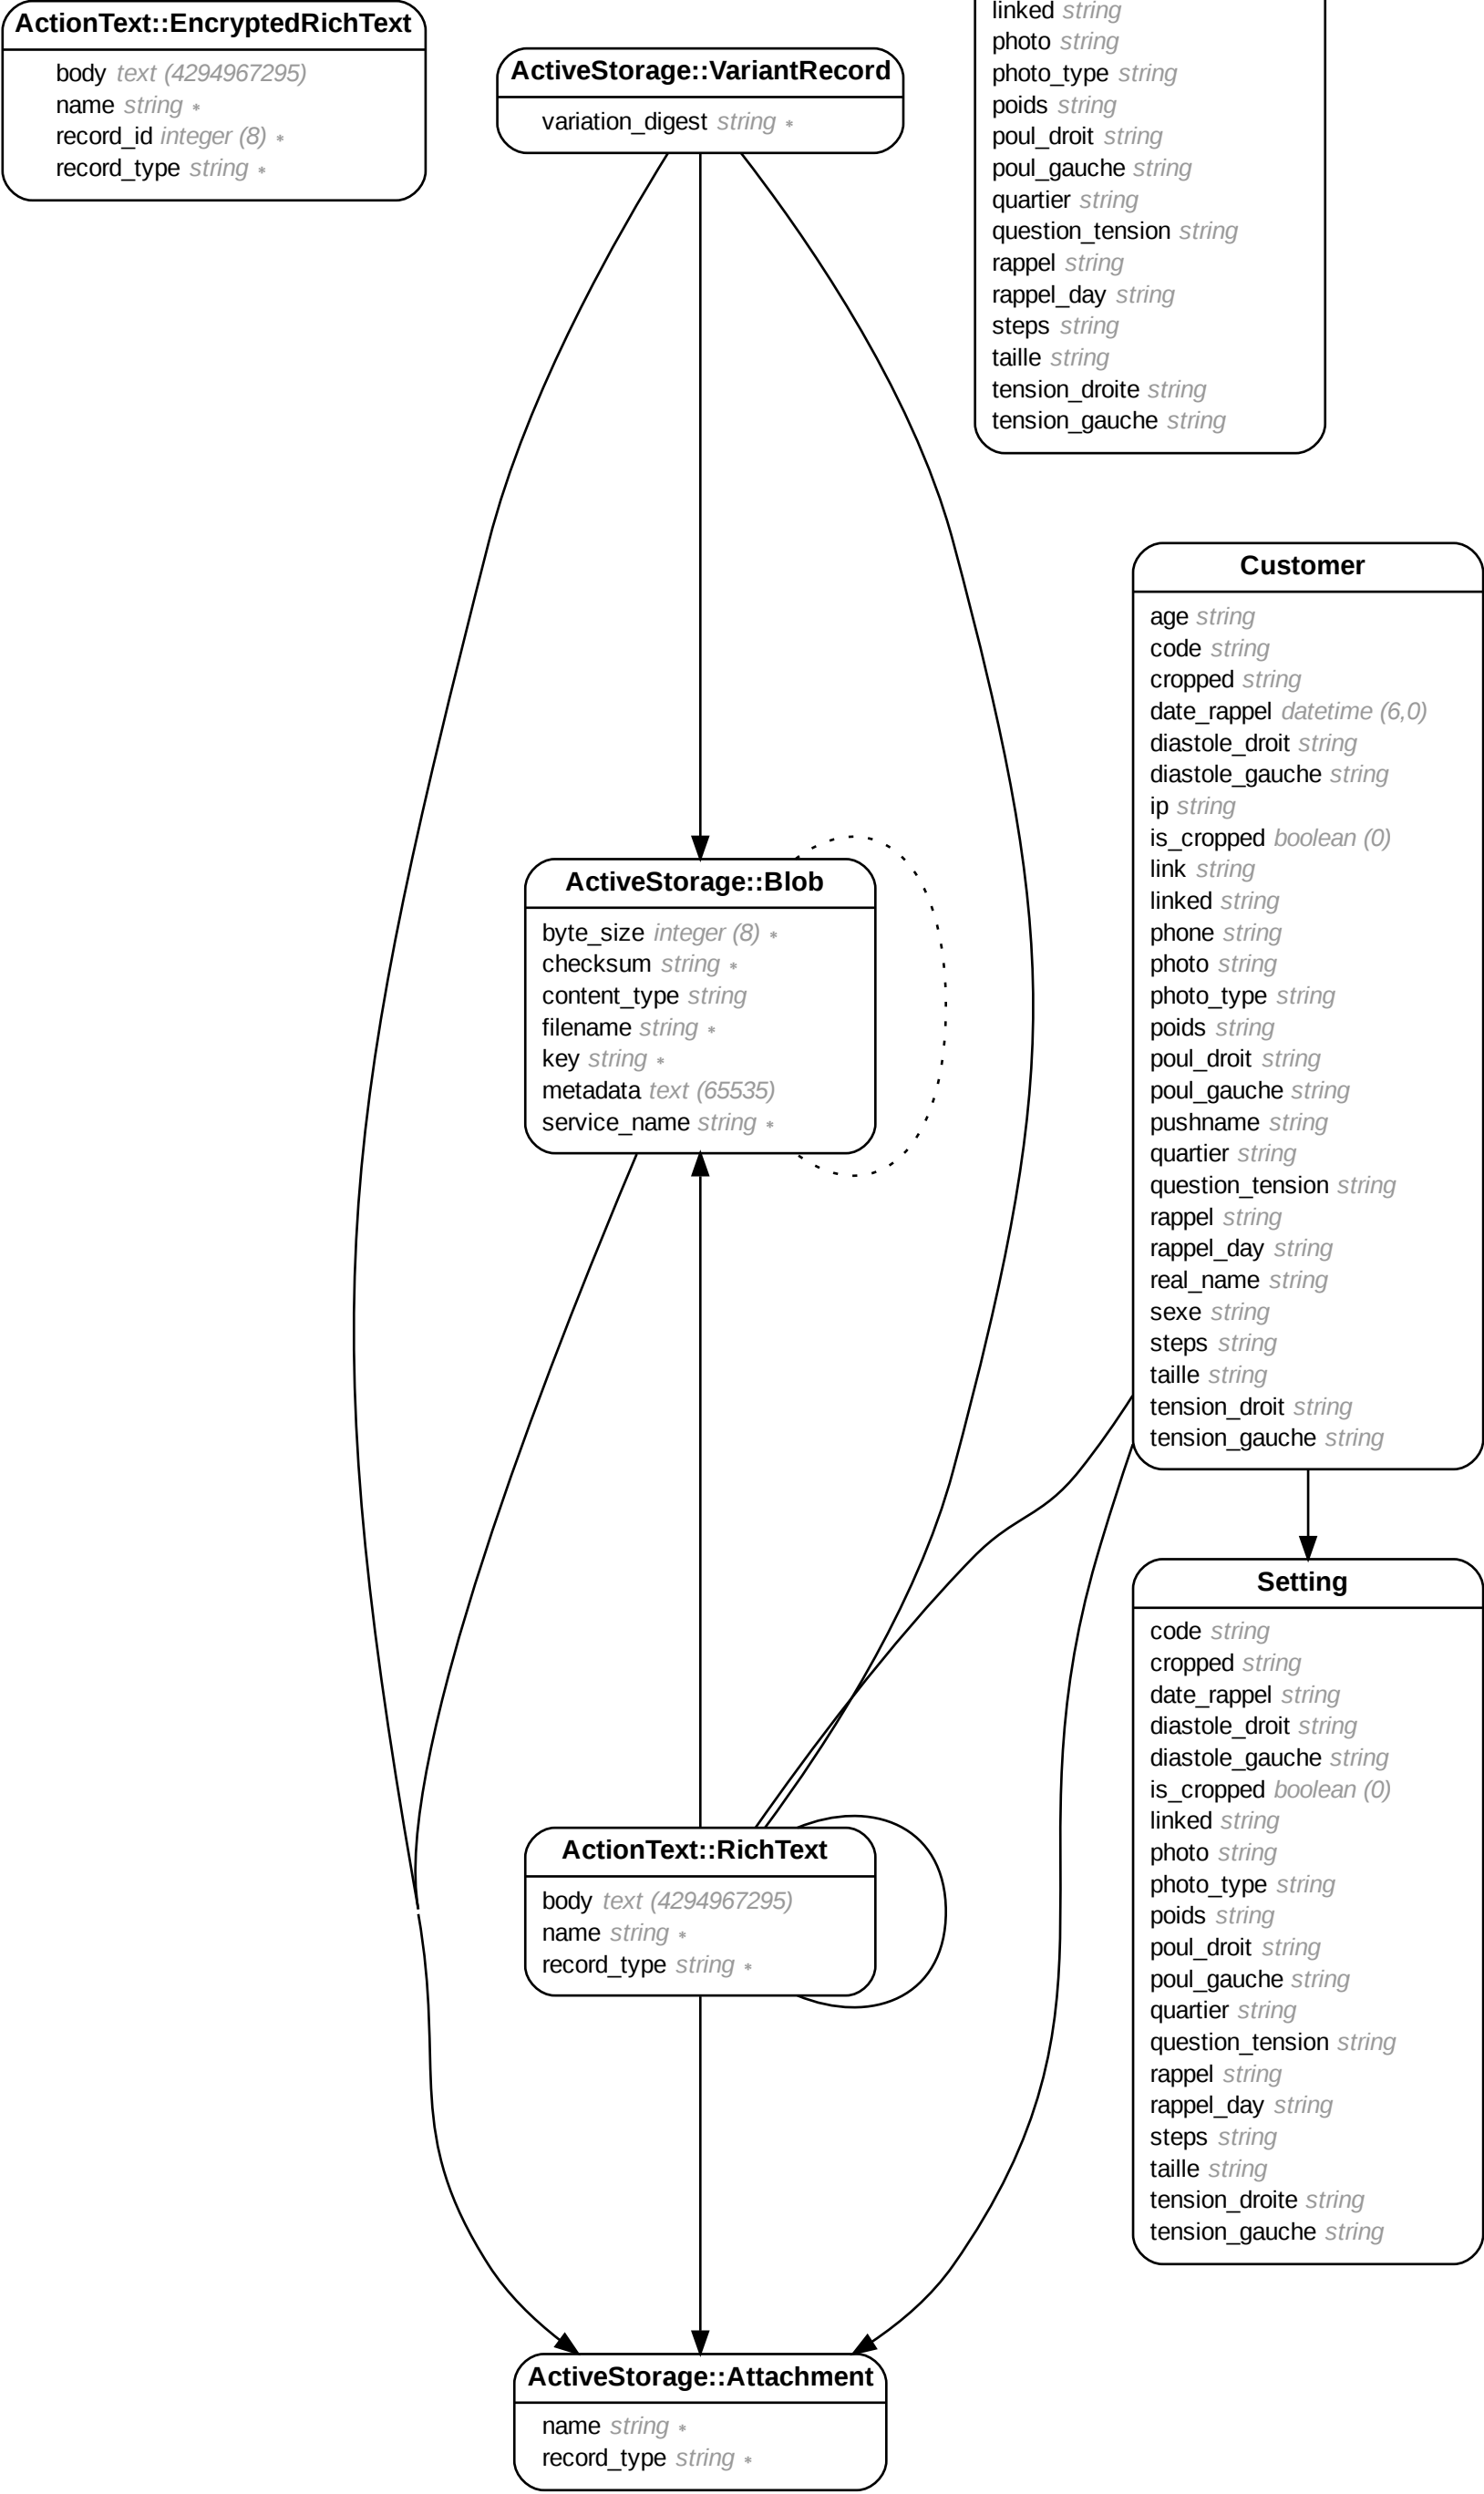 ActionText::EncryptedRichText
body text (4294967295)
name string *
record_id integer (8) *
record_type string *
ActiveStorage::VariantRecord
variation_digest string *
linked string
photo string
photo_type string
poids string
poul_droit string
poul_gauche string
quartier string
question_tension string
rappel string
rappel_day string
steps string
taille string
tension_droite string
tension_gauche string
Customer
age string
code string
cropped string
date_rappel datetime (6,0)
diastole_droit string
diastole_gauche string
ip string
is_cropped boolean (0)
link string
linked string
phone string
photo string
photo_type string
poids string
poul_droit string
poul_gauche string
pushname string
quartier string
question_tension string
rappel string
rappel_day string
real_name string
sexe string
steps string
taille string
tension_droit string
tension_gauche string
ActiveStorage::Blob
byte_size integer (8) *
checksum string *
content_type string
filename string *
key string *
metadata text (65535)
service_name string *
Setting
code string
cropped string
date_rappel string
diastole_droit string
diastole_gauche string
is_cropped boolean (0)
linked string
photo string
photo_type string
poids string
poul_droit string
poul_gauche string
quartier string
question_tension string
rappel string
rappel_day string
steps string
taille string
tension_droite string
tension_gauche string
ActionText::RichText
body text (4294967295)
name string *
record_type string *
ActiveStorage::Attachment
name string *
record_type string *